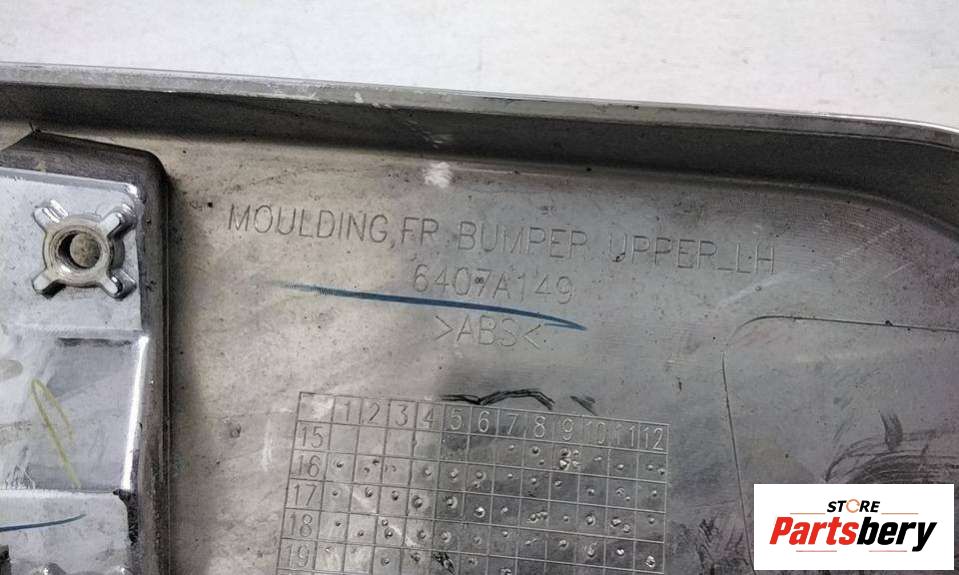 MOULDING,FR BUMPER UPPER_LH
6407A149
>ABS<
1 2 3 4 5 6 7 8 9 10 11 12
15
16
17
18
19
STORE
Partsbery